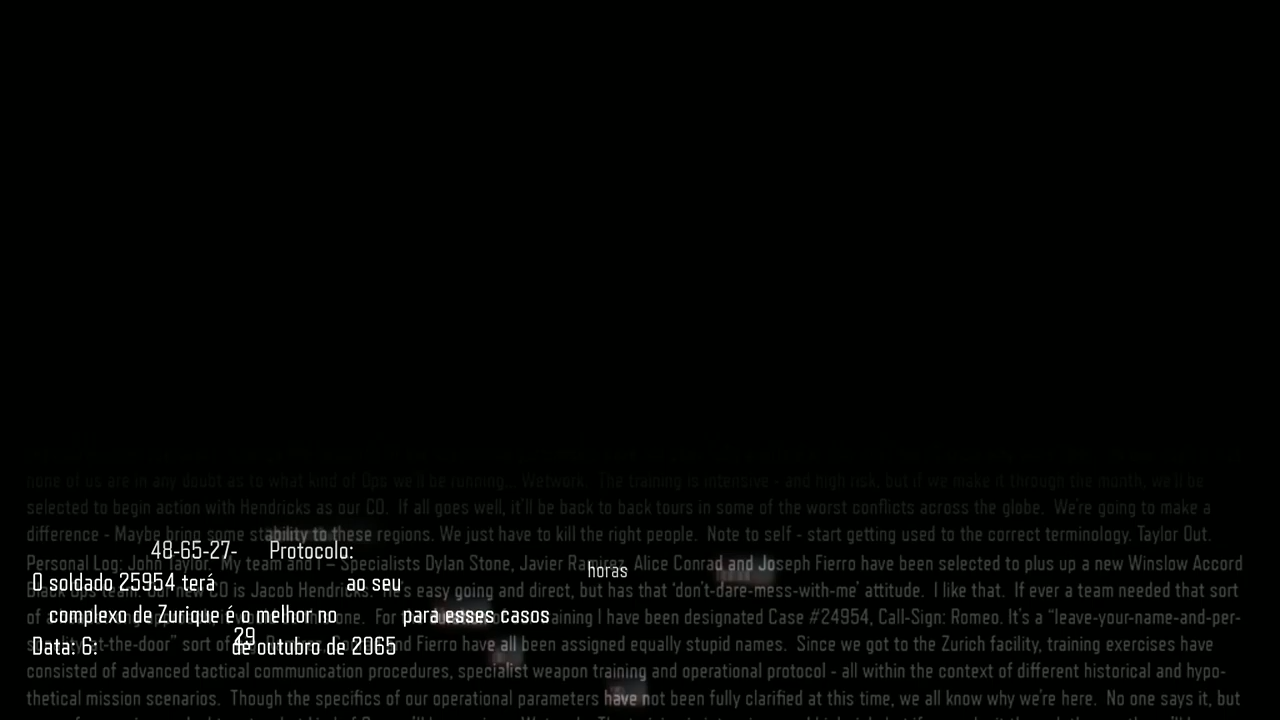 none of us are in any doubt as to what kind of Ops we'll be running... Wetwork. The training is intensive - and high risk, but if we make it through the month, we'll be
selected to begin action with Hendricks as our CO. If all goes well, it'll be back to back tours in some of the worst conflicts across the globe. We're going to make a
difference - Maybe bring some stability to these regions. We just have to kill the right people. Note to self - start getting used to the correct terminology. Taylor Out.
48-65-27- Protocolo:
Personal Log: John Taylor. My team and I – Specialists Dylan Stone, Javier Ramirez, Alice Conrad and Joseph Fierro have been selected to plus up a new Winslow Accord
horas
O soldado 25954 terá ao seu
Black Ops team. Our new CO is Jacob Hendricks. He's easy going and direct, but has that 'don't-dare-mess-with-me' attitude. I like that. If ever a team needed that sort
complexo de Zurique é o melhor no para esses casos
of a one. For training I have been designated Case #24954, Call-Sign: Romeo. It's a "leave-your-name-and-per-
29
Data: 6: de outubro de 2065
sort of and Fierro have all been assigned equally stupid names. Since we got to the Zurich facility, training exercises have
consisted of advanced tactical communication procedures, specialist weapon training and operational protocol - all within the context of different historical and hypo-
thetical mission scenarios. Though the specifics of our operational parameters have not been fully clarified at this time, we all know why we're here. No one says it, but